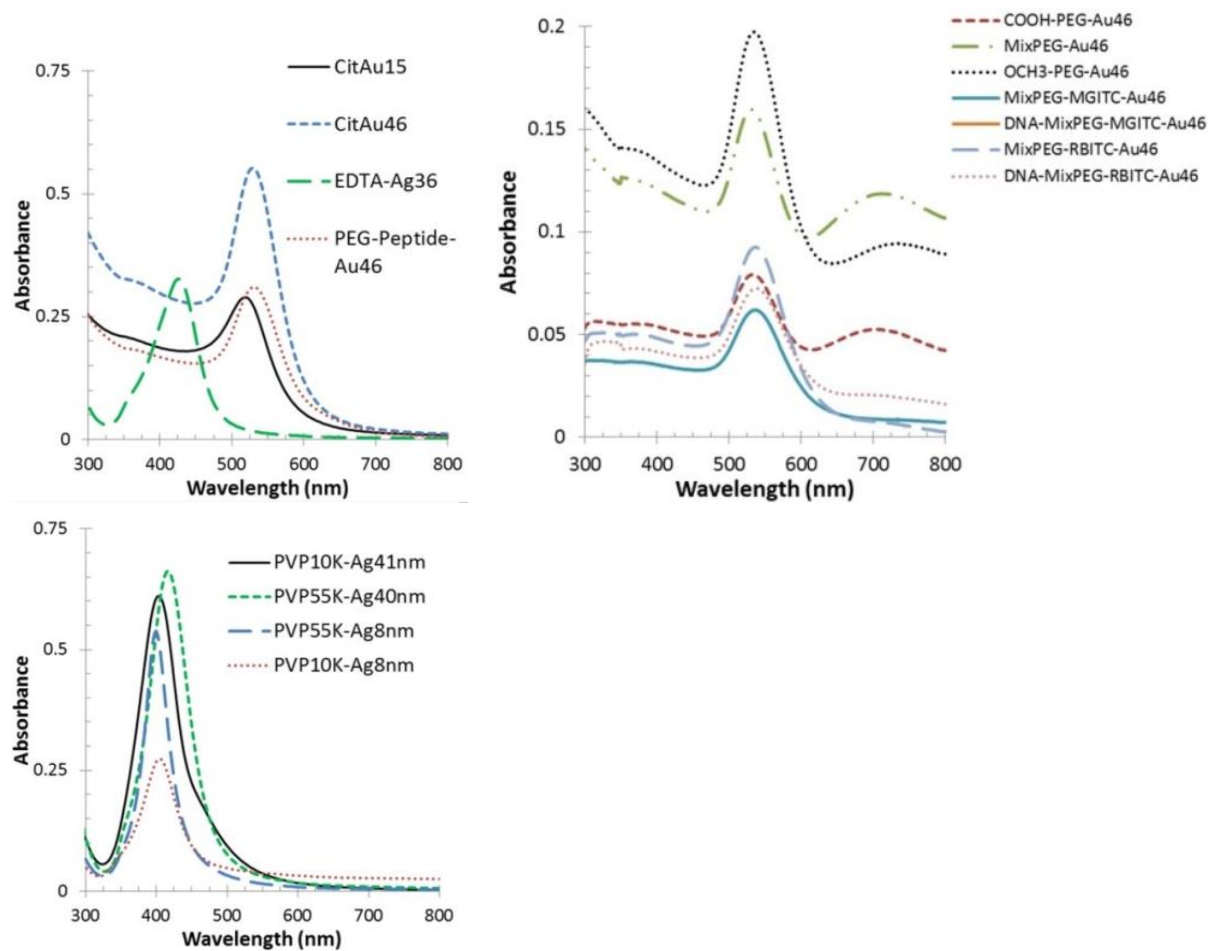 0.75
0.5
0.25
0
Absorbance
300 400 500 600 700 800
Wavelength (nm)
CitAu15
CitAu46
EDTA-Ag36
PEG-Peptide-
Au46
0.2
0.15
0.1
0.05
0
Absorbance
300 400 500 600 700 800
Wavelength (nm)
COOH-PEG-Au46
MixPEG-Au46
OCH3-PEG-Au46
MixPEG-MGITC-Au46
DNA-MixPEG-MGITC-Au46
MixPEG-RBITC-Au46
DNA-MixPEG-RBITC-Au46
0.75
0.5
0.25
0
Absorbance
300 400 500 600 700 800
Wavelength (nm)
PVP10K-Ag41nm
PVP55K-Ag40nm
PVP55K-Ag8nm
PVP10K-Ag8nm